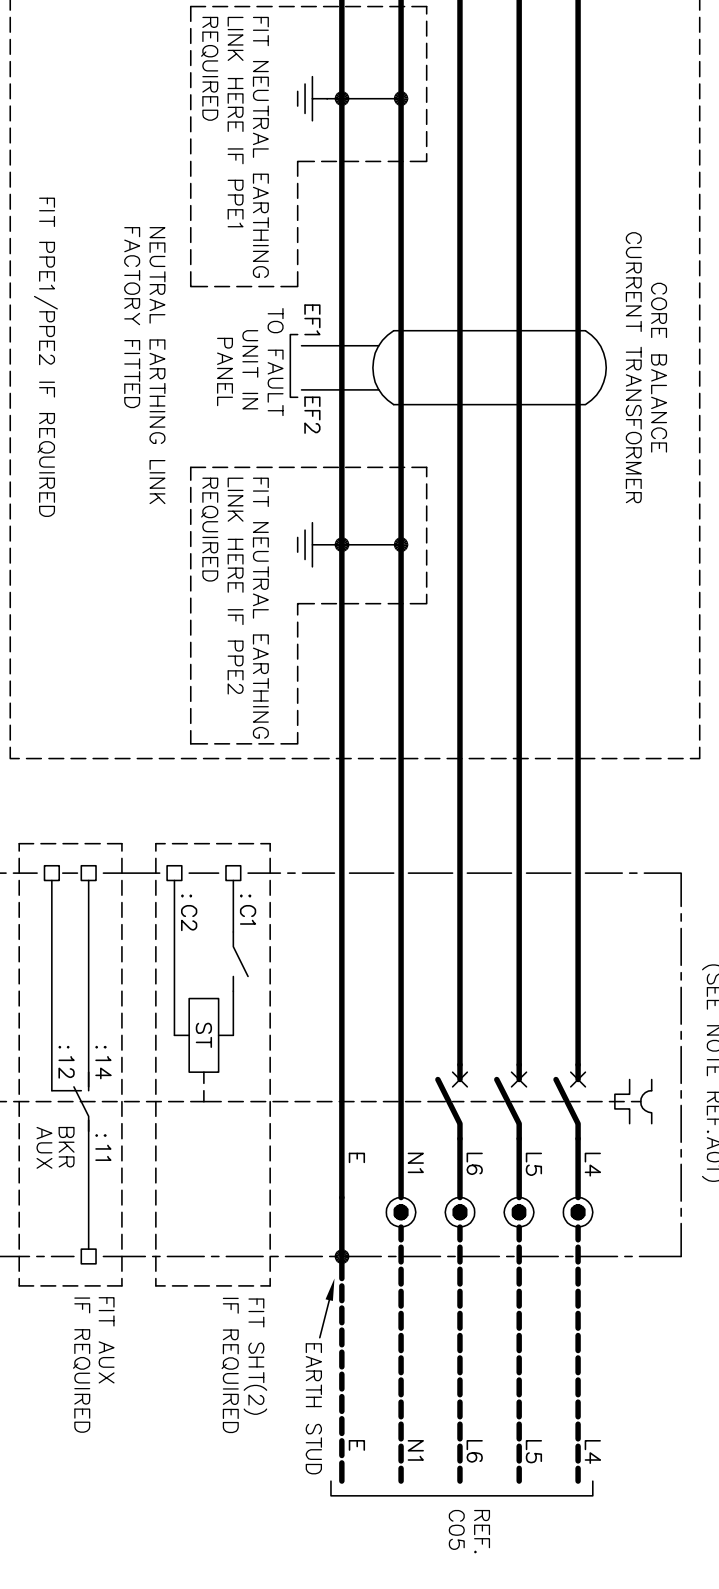 FIT NEUTRAL EARTHING
LINK HERE IF PPE1
REQUIRED
CORE BALANCE
CURRENT TRANSFORMER
EF1
EF2
TO FAULT
UNIT IN
PANEL
NEUTRAL EARTHING LINK
FACTORY FITTED
FIT PPE1/PPE2 IF REQUIRED
FIT NEUTRAL EARTHING
LINK HERE IF PPE2
REQUIRED
(SEE NOTE REF.AUT)
:C1
:C2
ST
:14
:12
:11
BKR
AUX
L4
L5
L6
N1
E
FIT SHT(2)
IF REQUIRED
FIT AUX
IF REQUIRED
EARTH STUD
L4
L5
L6
N1
E
REF.
C05